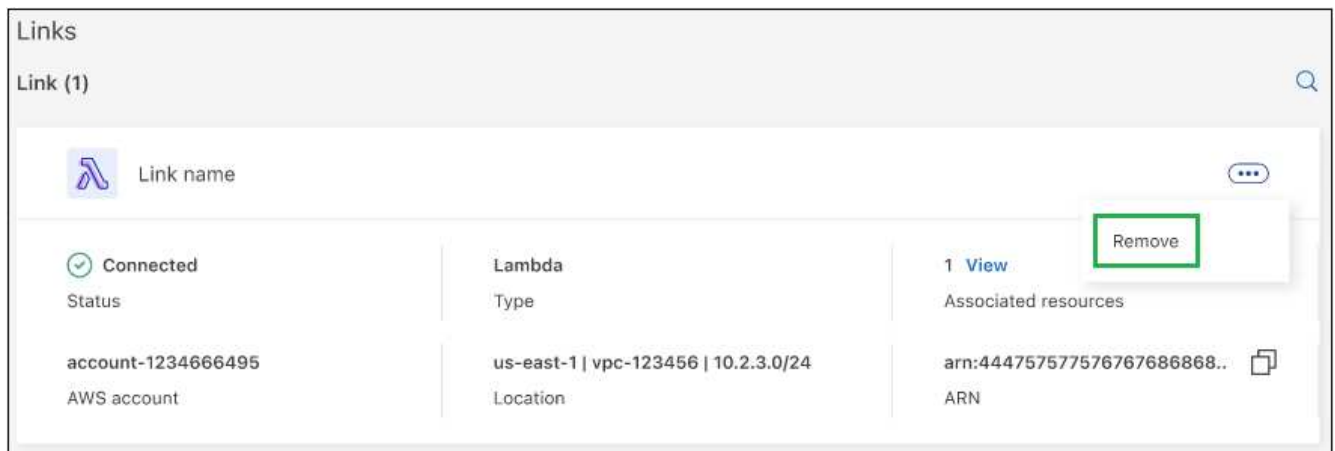 Links
Link (1)
Link name
Remove
Connected
Lambda
1 View
Status
Type
Associated resources
account-1234666495
us-east-1 | vpc-123456 | 10.2.3.0/24
arn:444757577576767686868..
AWS account
Location
ARN